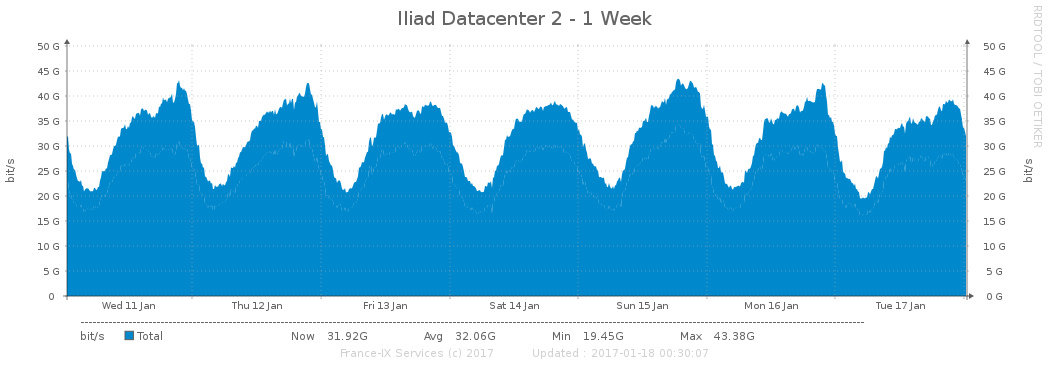 Iliad Datacenter 2 - 1 Week
RRDTOOL / TOBI OETIKER
50 G 50 G
45 G 45 G
40 G 40 G
35 G 35 G
30 G 30 G
25 G 25 G
20 G 20 G
15 G 15 G
10 G 10 G
5 G 5 G
0 0 G
bit/s bit/s
Wed 11 Jan Thu 12 Jan Fri 13 Jan Sat 14 Jan Sun 15 Jan Mon 16 Jan Tue 17 Jan
bit/s Total Now 31.92G Avg 32.06G Min 19.45G Max 43.38G
France-IX Services (c) 2017 Updated : 2017-01-18 00:30:07